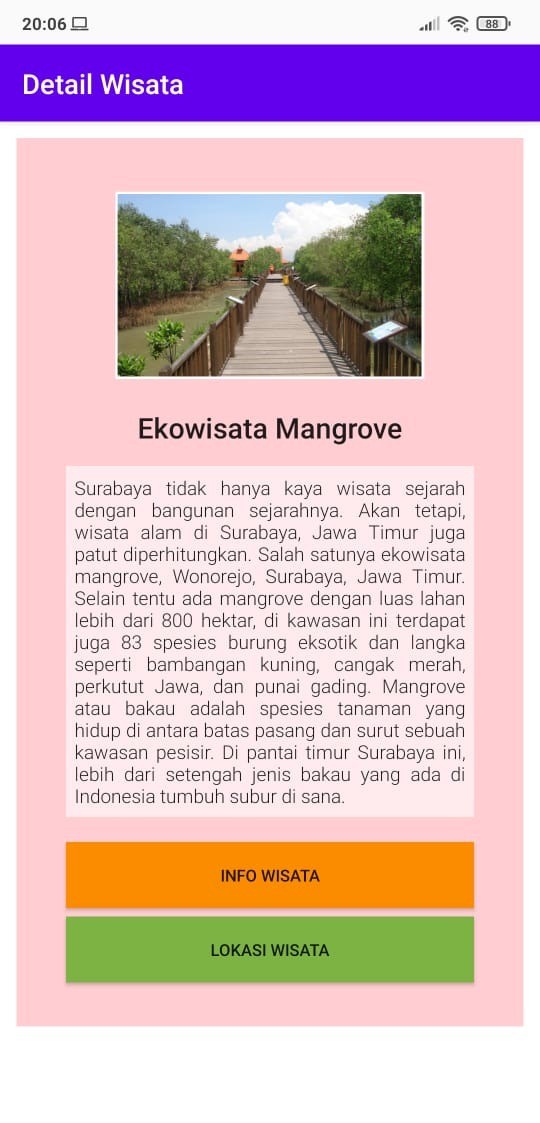 20:06
88
Detail Wisata
Ekowisata Mangrove
Surabaya tidak hanya kaya wisata sejarah
dengan bangunan sejarahnya. Akan tetapi,
wisata alam di Surabaya, Jawa Timur juga
patut diperhitungkan. Salah satunya ekowisata
mangrove, Wonorejo, Surabaya, Jawa Timur.
Selain tentu ada mangrove dengan luas lahan
lebih dari 800 hektar, di kawasan ini terdapat
juga 83 spesies burung eksotik dan langka
seperti bambangan kuning, cangak merah,
perkutut Jawa, dan punai gading. Mangrove
atau bakau adalah spesies tanaman yang
hidup di antara batas pasang dan surut sebuah
kawasan pesisir. Di pantai timur Surabaya ini,
lebih dari setengah jenis bakau yang ada di
Indonesia tumbuh subur di sana.
INFO WISATA
LOKASI WISATA